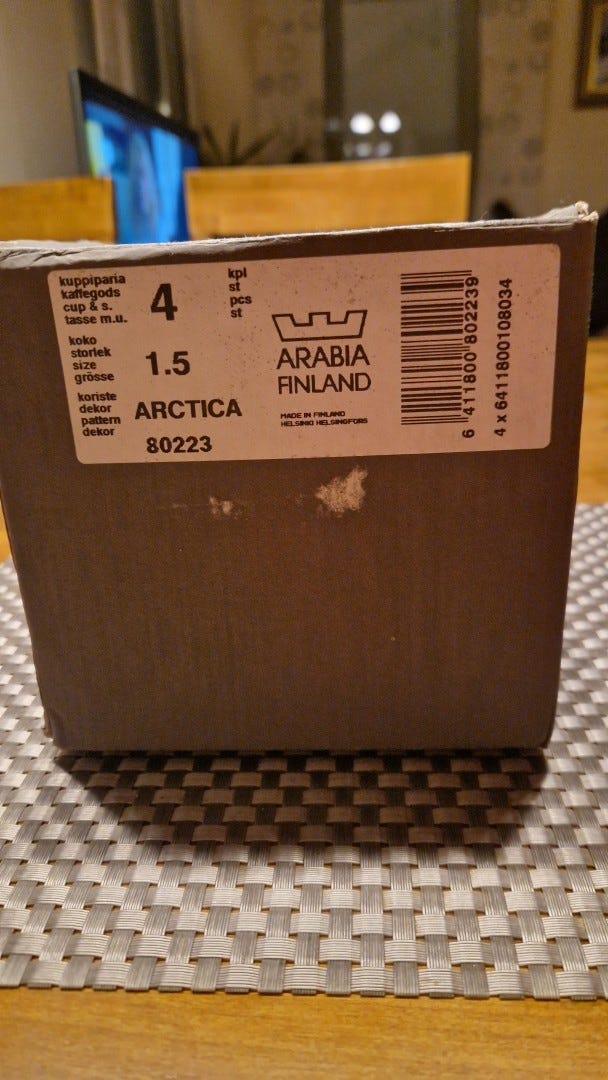 kuppiparia
kaffegods
cup & s.
tasse m.u.
4
kpl
st
pcs
st
koko
storlek
size
grösse
1.5
koriste
dekor
pattern
dekor
ARCTICA
80223
ARABIA
FINLAND
MADE IN FINLAND
HELSINKI HELSINGFORS
6 411800 802239
4 x 6411800108034